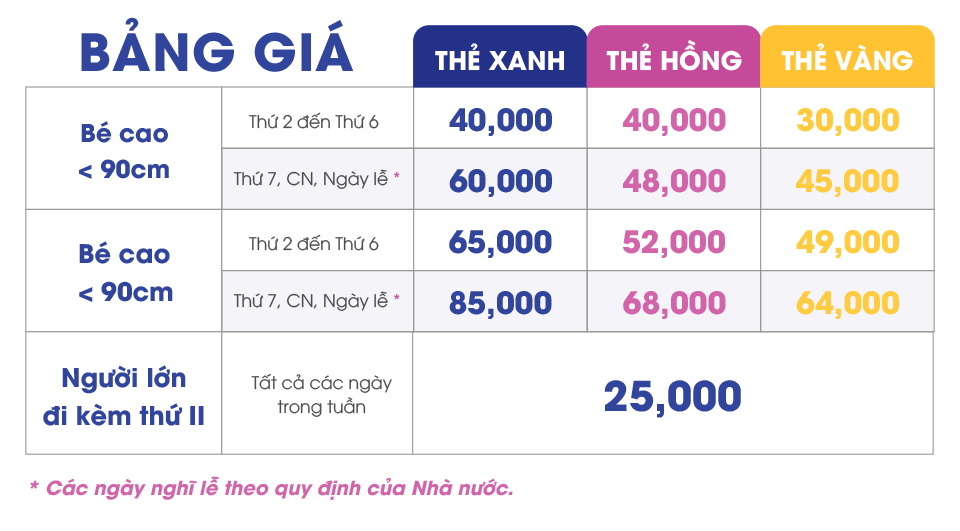 BẢNG GIÁ THẺ XANH THẺ HỒNG THẺ VÀNG
Bé cao
< 90cm
Thứ 2 đến Thứ 6 40,000 40,000 30,000
Thứ 7, CN, Ngày lễ * 60,000 48,000 45,000
Bé cao
< 90cm
Thứ 2 đến Thứ 6 65,000 52,000 49,000
Thứ 7, CN, Ngày lễ * 85,000 68,000 64,000
Người lớn
đi kèm thứ II
Tất cả các ngày
trong tuần
25,000
* Các ngày nghĩ lễ theo quy định của Nhà nước.